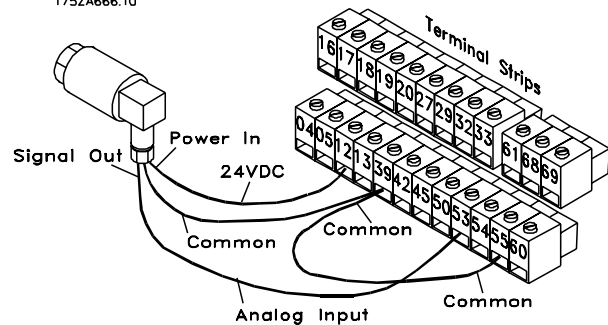 175ZA666.10
Terminal Strips
16 17 18 19 20 27 29 32 33 61 68 69
04 05 12 13 39 42 45 50 53 54 55 60
Power In
Signal Out
24VDC
Common
Common
Analog Input
Common